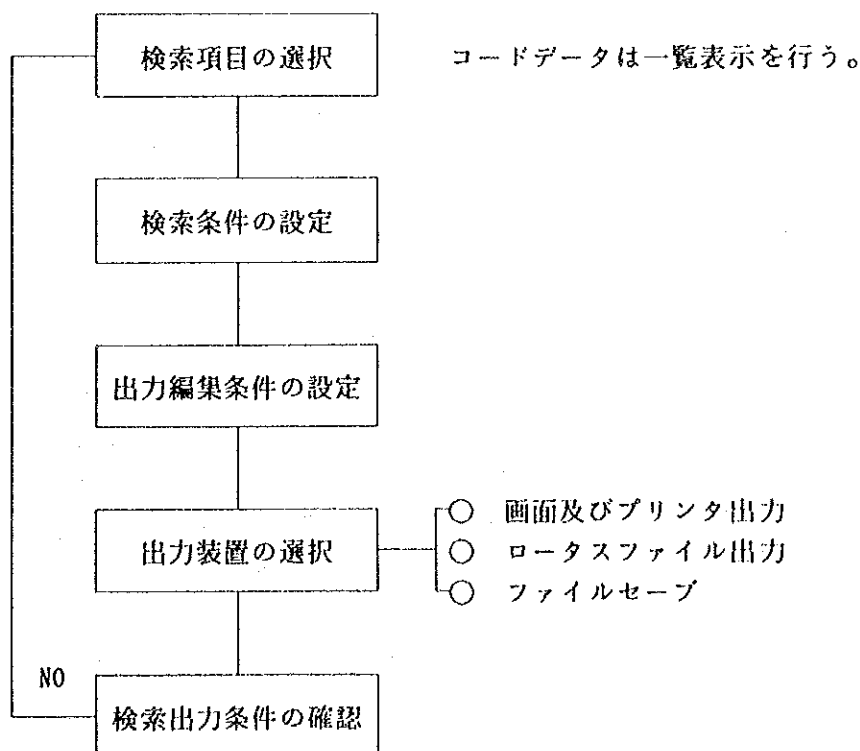 検索項目の選択
コードデータは一覧表示を行う。
検索条件の設定
出力編集条件の設定
出力装置の選択
画面及びプリンタ出力
ロータスファイル出力
ファイルセーブ
NO
検索出力条件の確認